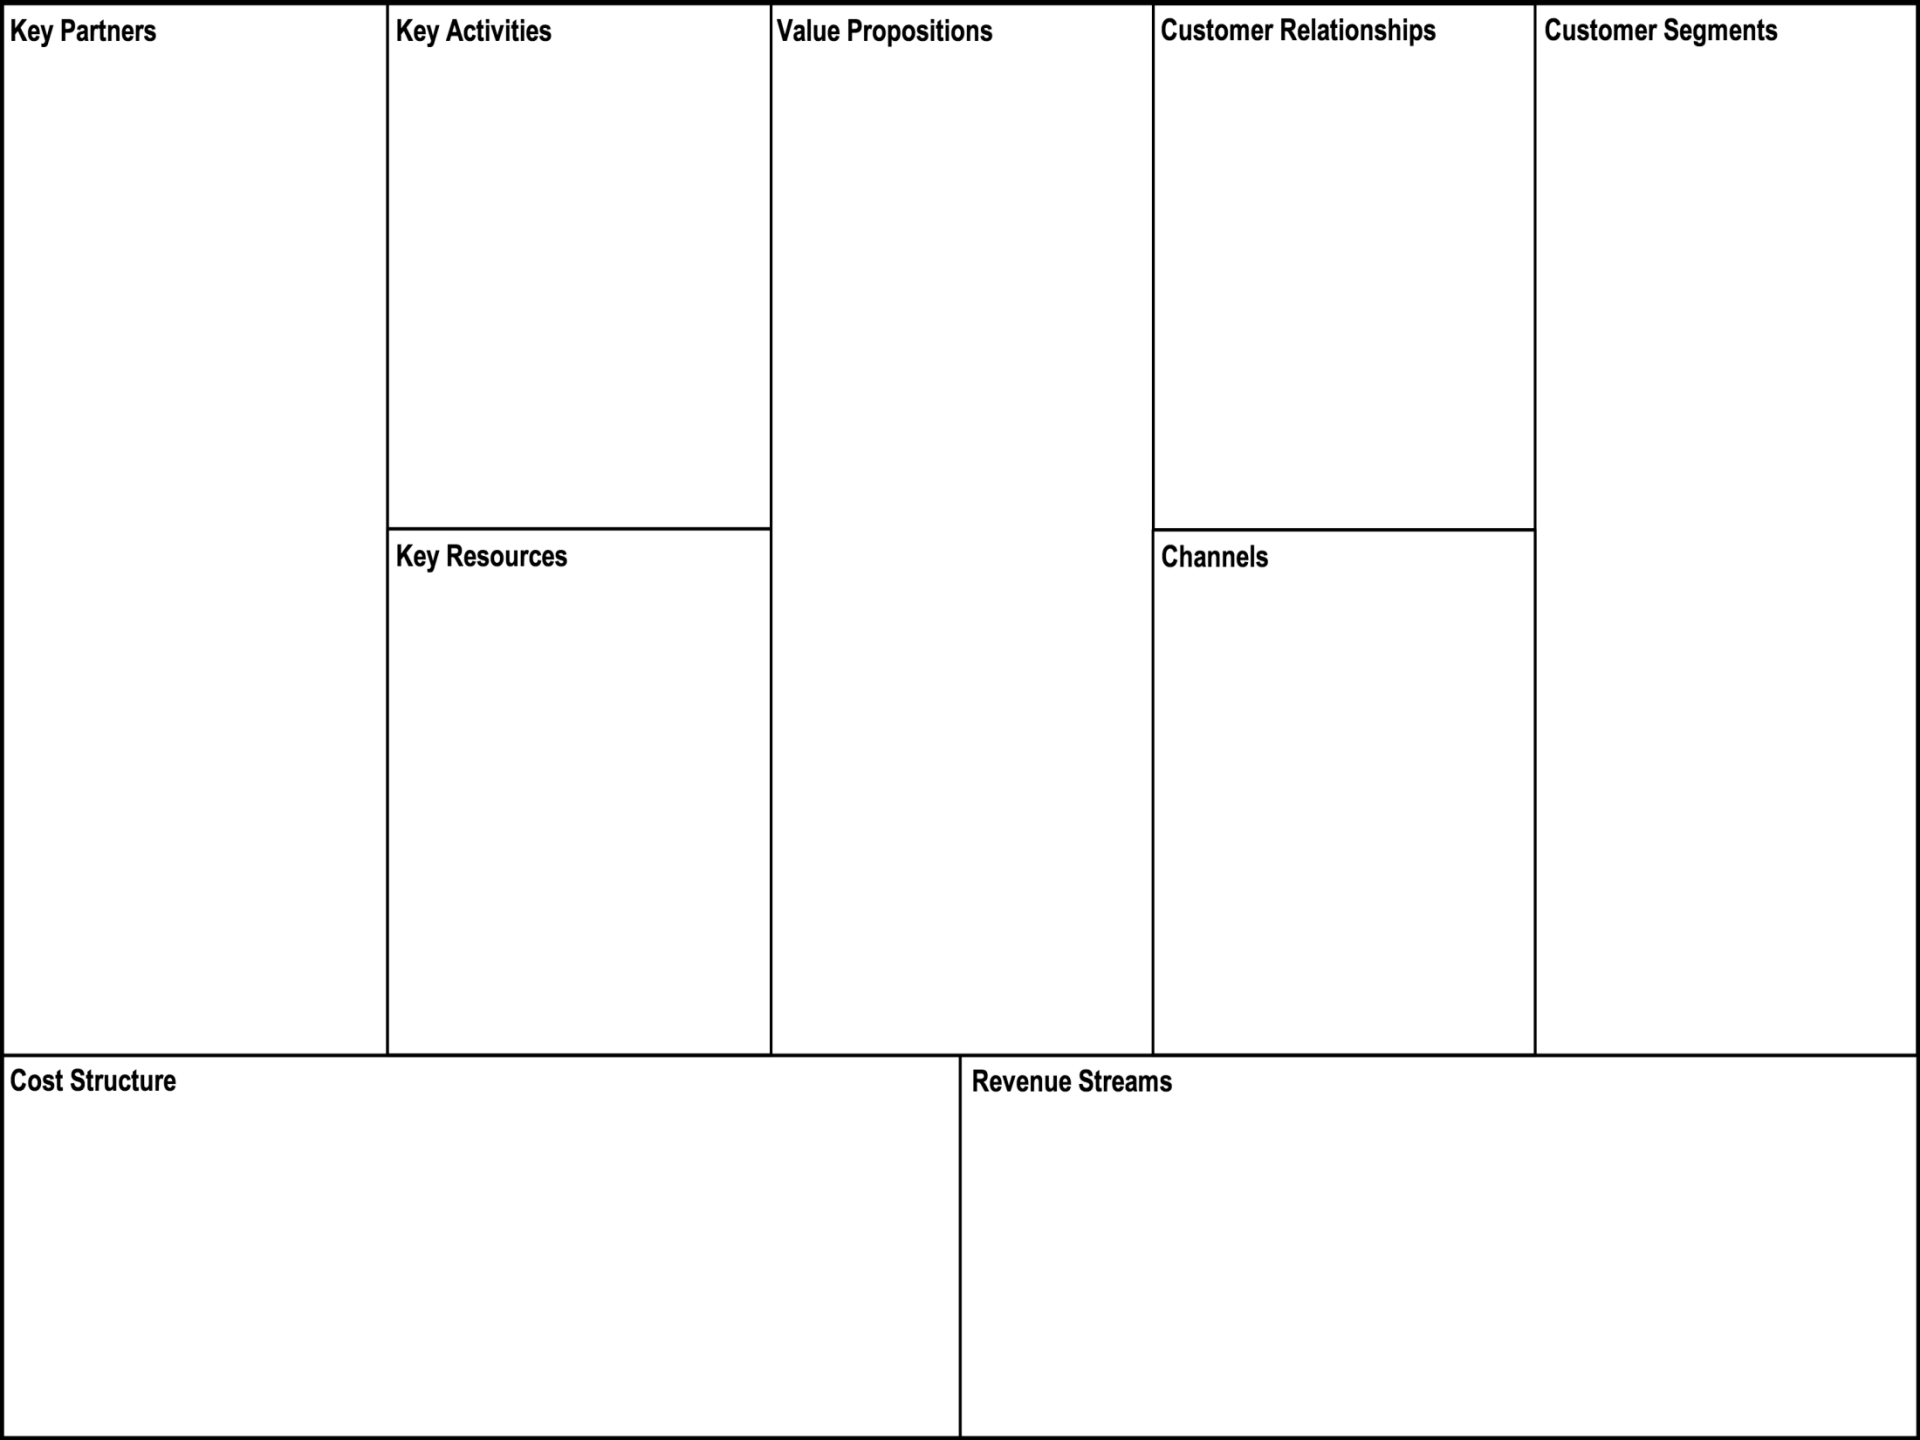 Key Partners
Key Activities
Value Propositions
Customer Relationships
Customer Segments
Key Resources
Channels
Cost Structure
Revenue Streams